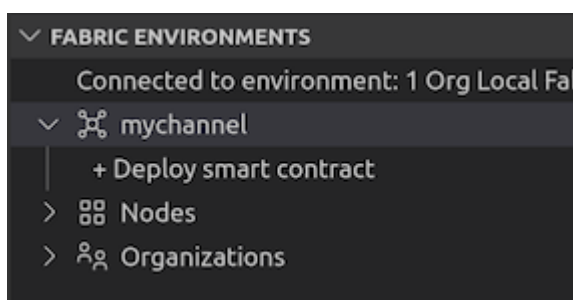 FABRIC ENVIRONMENTS
Connected to environment: 1 Org Local
mychannel
+ Deploy smart contract
Nodes
Organizations